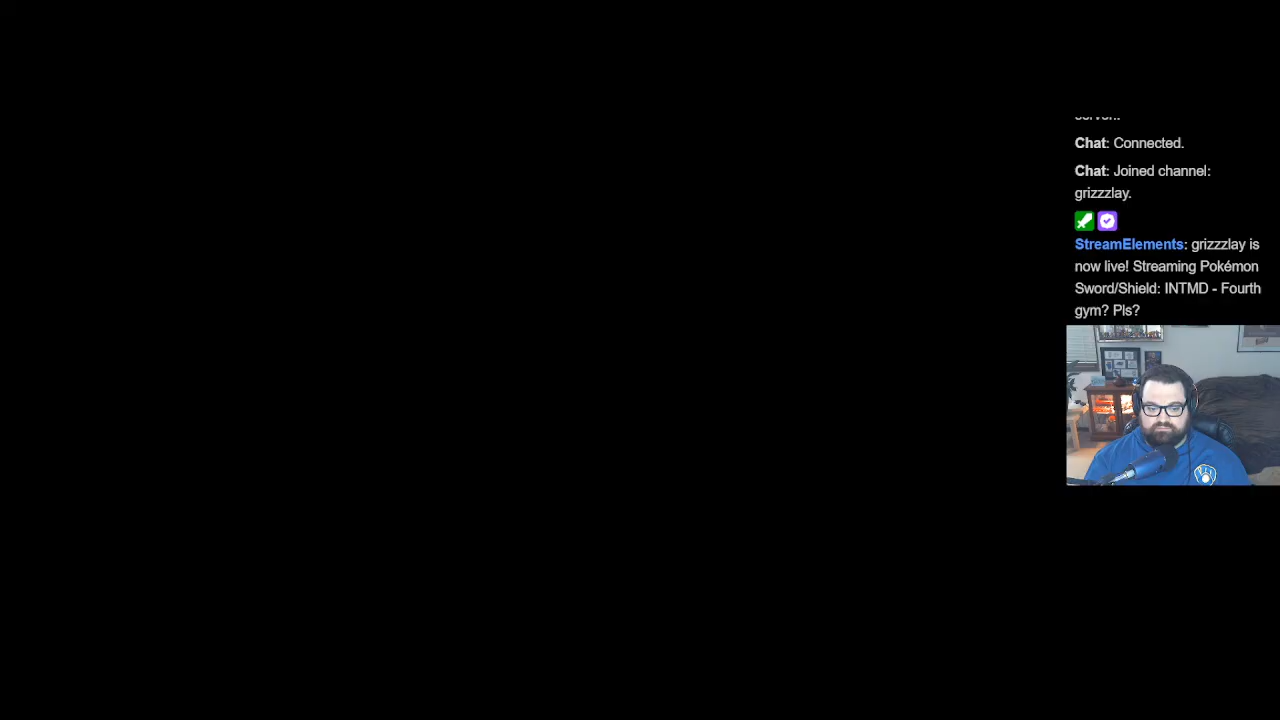 server..
Chat: Connected.
Chat: Joined channel:
grizzzlay.
StreamElements: grizzzlay is
now live! Streaming Pokémon
Sword/Shield: INTMD - Fourth
gym? Pls?